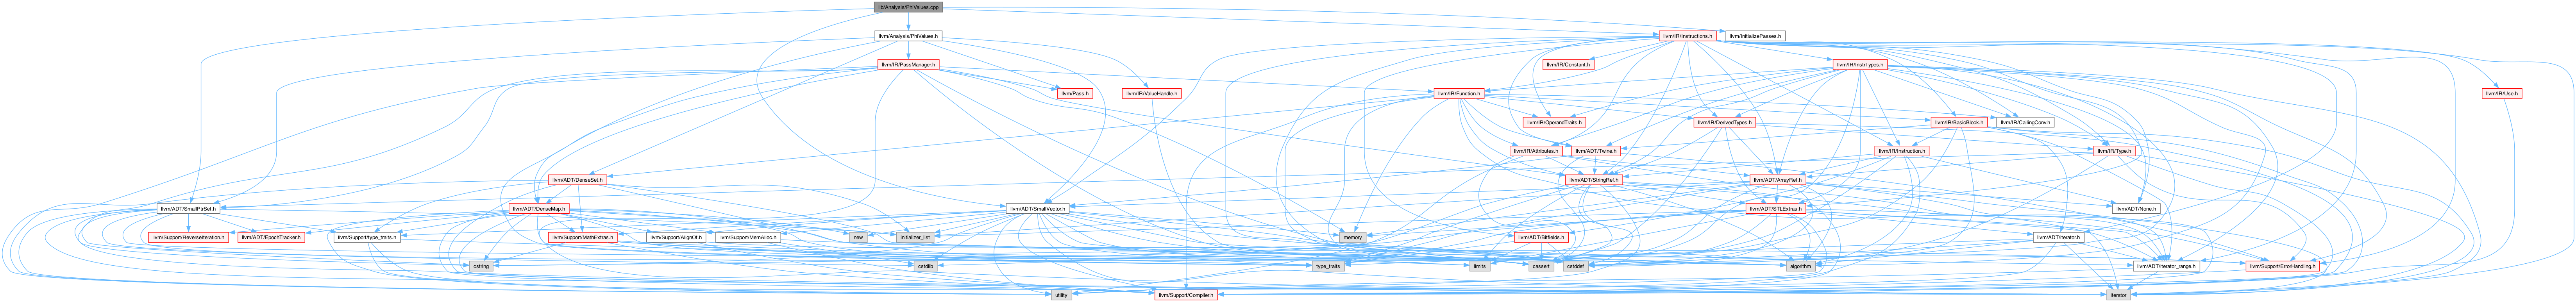 lib/Analysis/PhiValues.cpp
llvm/Analysis/PhiValues.h
llvm/IR/Instructions.h
llvm/InitializePasses.h
llvm/IR/PassManager.h
llvm/IR/Constant.h
llvm/IR/InstrTypes.h
llvm/Pass.h
llvm/IR/ValueHandle.h
llvm/IR/Function.h
llvm/IR/Use.h
llvm/IR/OperandTraits.h
llvm/IR/DerivedTypes.h
llvm/IR/BasicBlock.h
llvm/IR/CallingConv.h
llvm/IR/Attributes.h
llvm/ADT/Twine.h
llvm/IR/Instruction.h
llvm/IR/Type.h
llvm/ADT/DenseSet.h
llvm/ADT/StringRef.h
llvm/ADT/ArrayRef.h
llvm/ADT/SmallPtrSet.h
llvm/ADT/DenseMap.h
llvm/ADT/SmallVector.h
llvm/ADT/STLExtras.h
llvm/ADT/None.h
llvm/Support/ReverseIteration.h
llvm/ADT/EpochTracker.h
llvm/Support/type_traits.h
llvm/Support/MathExtras.h
llvm/Support/AlignOf.h
llvm/Support/MemAlloc.h
new
initializer_list
memory
llvm/ADT/Bitfields.h
llvm/ADT/iterator.h
cstring
cstdlib
type_traits
limits
cassert
cstddef
algorithm
llvm/ADT/iterator_range.h
llvm/Support/ErrorHandling.h
utility
llvm/Support/Compiler.h
iterator